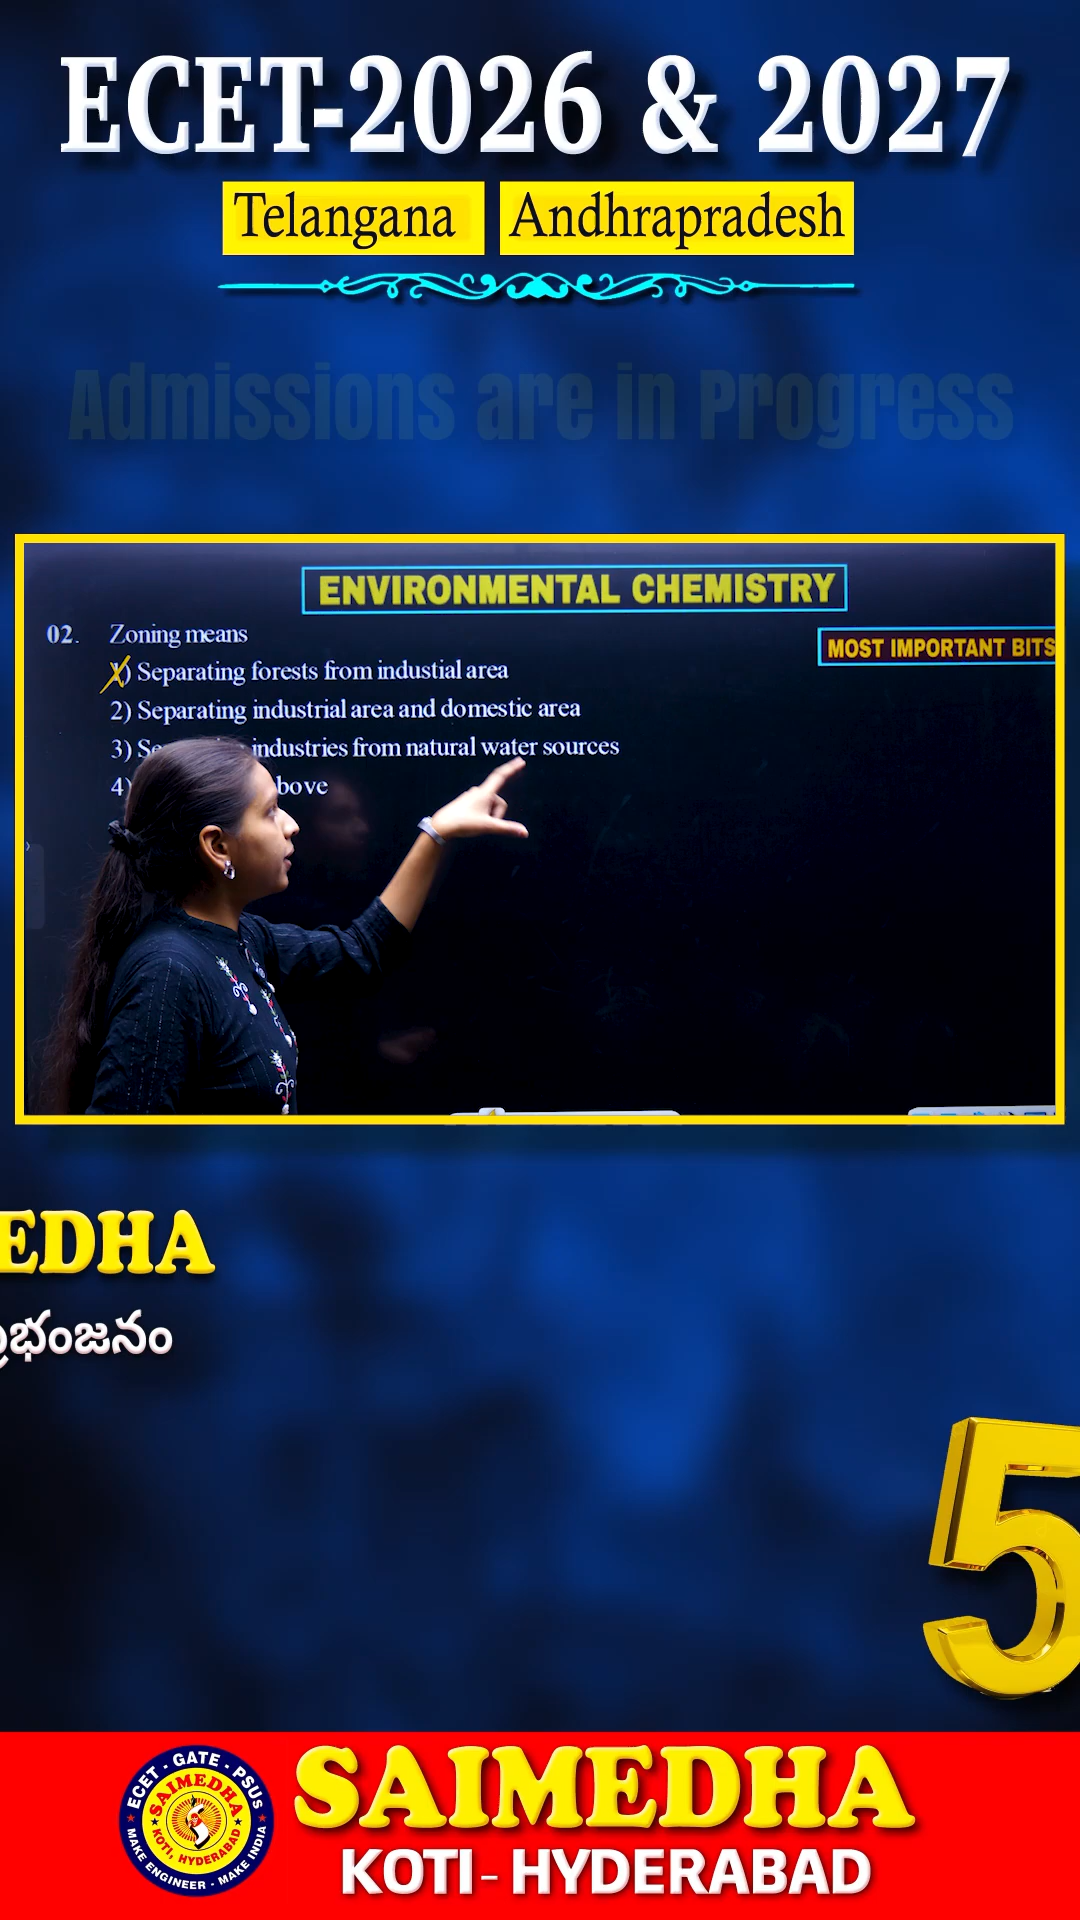 ECET-2026 & 2027
Telangana Andhrapradesh
Admissions are in Progress
ENVIRONMENTAL CHEMISTRY
MOST IMPORTANT BITS
02. Zoning means
1) Separating forests from industial area
2) Separating industrial area and domestic area
3) industries from natural water sources
4)
EDHA
5
ECET - GATE - PSUS
SAIMEDHA
KOTI, HYDERABAD
MAKE ENGINEER - MAKE INDIA
SAIMEDHA
KOTI - HYDERABAD